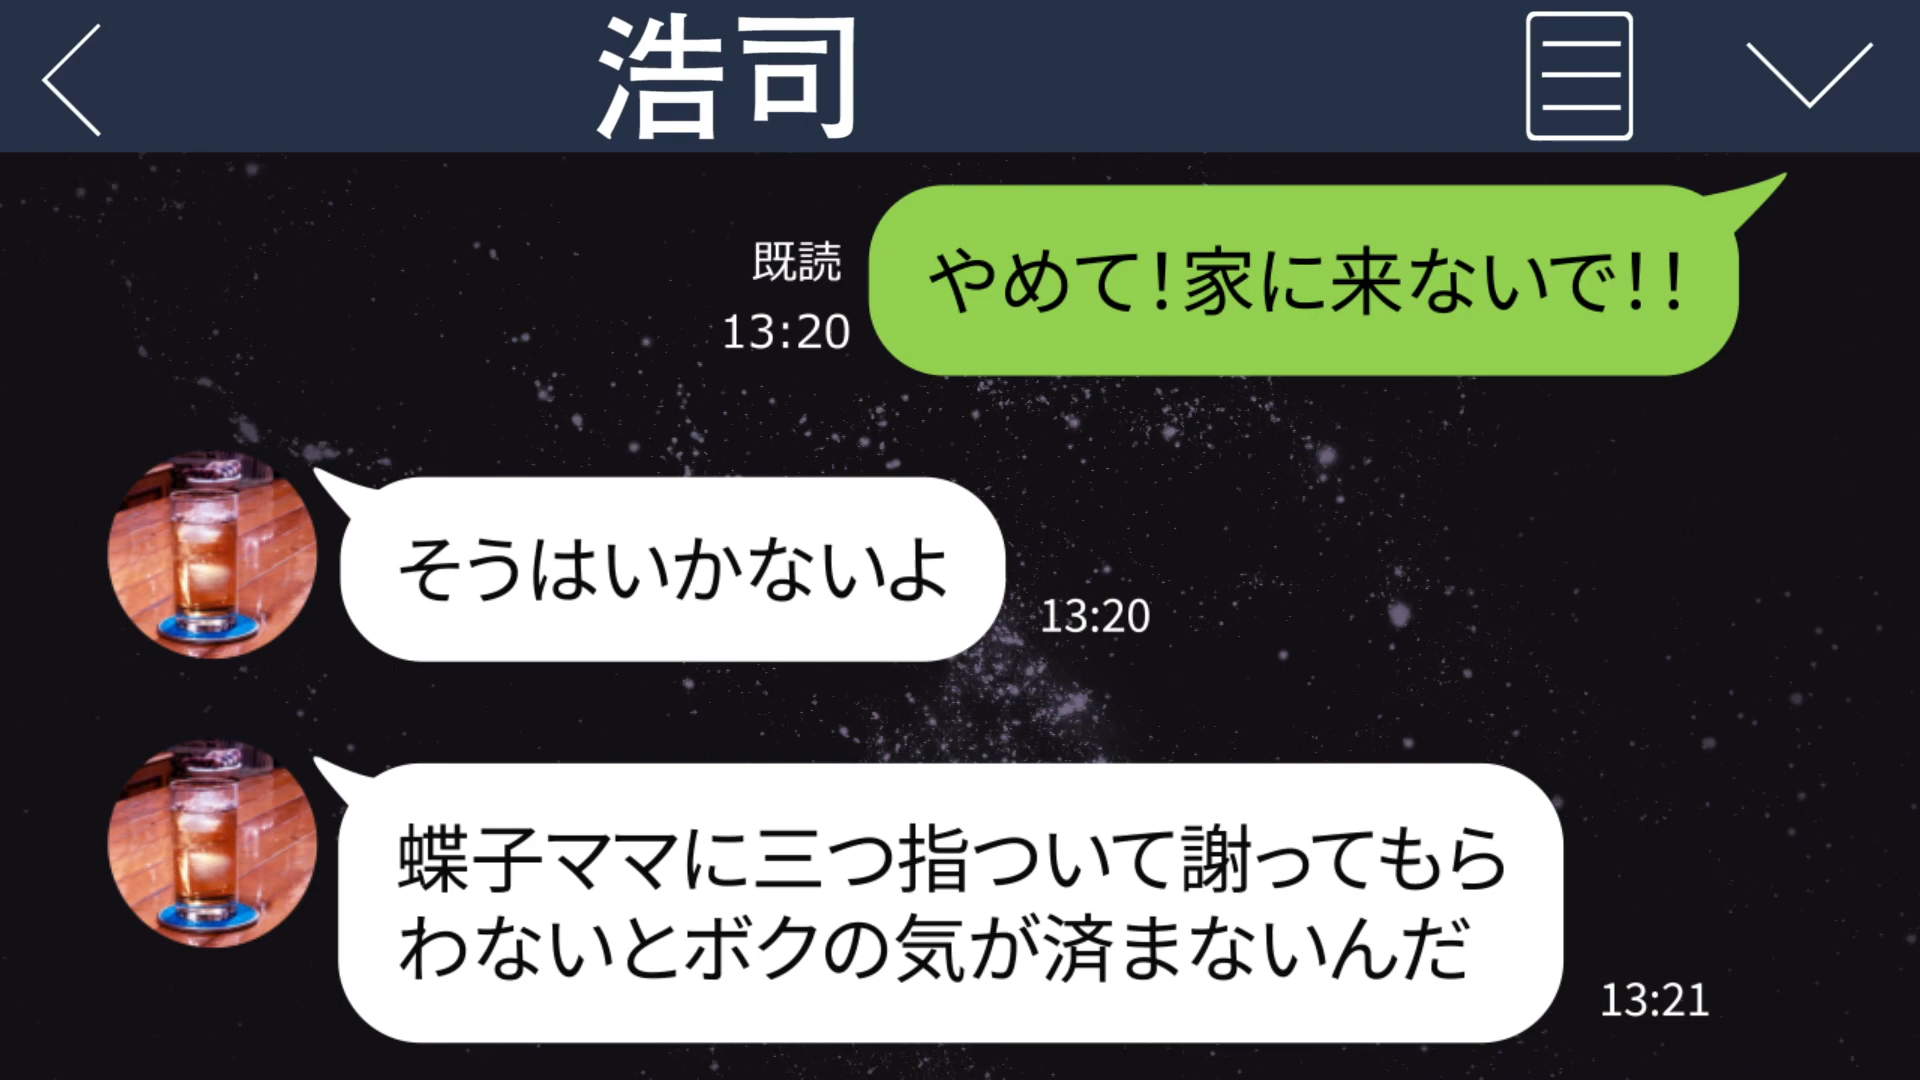 浩司
やめて！家に来ないで！！
既読
13:20
そうはいかないよ
13:20
蝶子ママに三つ指ついて謝ってもら
わないとボクの気が済まないんだ
13:21